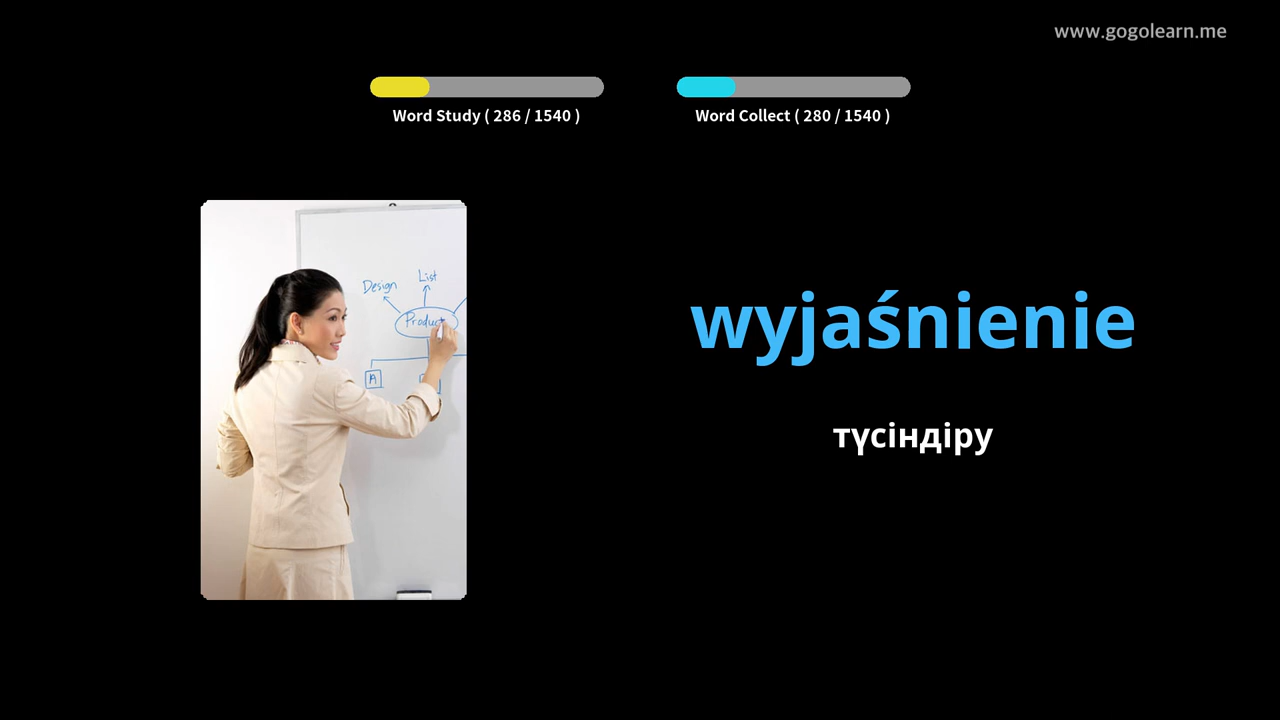 www.gogolearn.me
Word Study ( 286 / 1540 )
Word Collect ( 280 / 1540 )
Design
List
Product
A
wyjaśnienie
түсіндіру